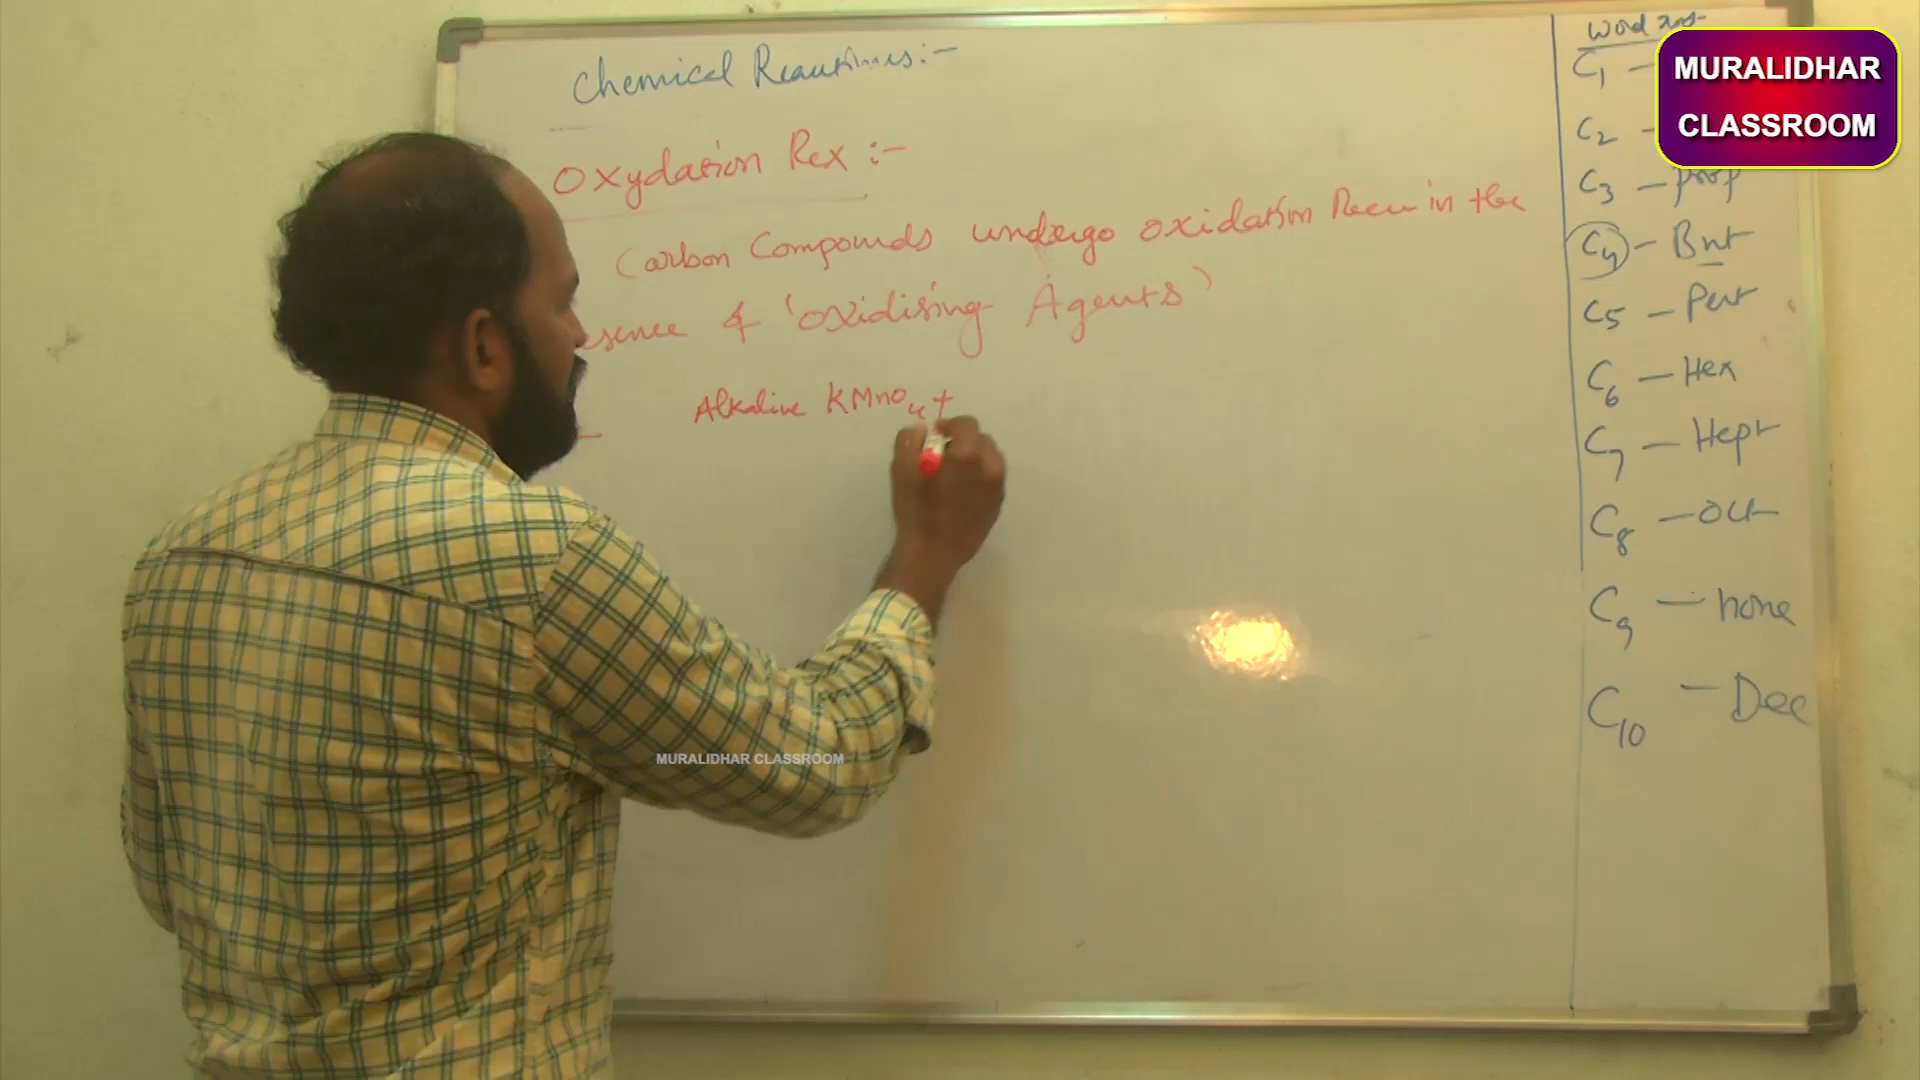 Chemical Reactions:-
Oxydation Rex :-
Carbon Compounds undergo oxidation in the
esence of 'oxidising Agents'
Alkaline KMnO4 +
Word
C1 -
C2 -
C3 - prop
C4 - But
C5 - Pent
C6 - Hex
C7 - Hept
C8 - Oct
C9 - None
C10 - Dec
MURALIDHAR
CLASSROOM
MURALIDHAR CLASSROOM